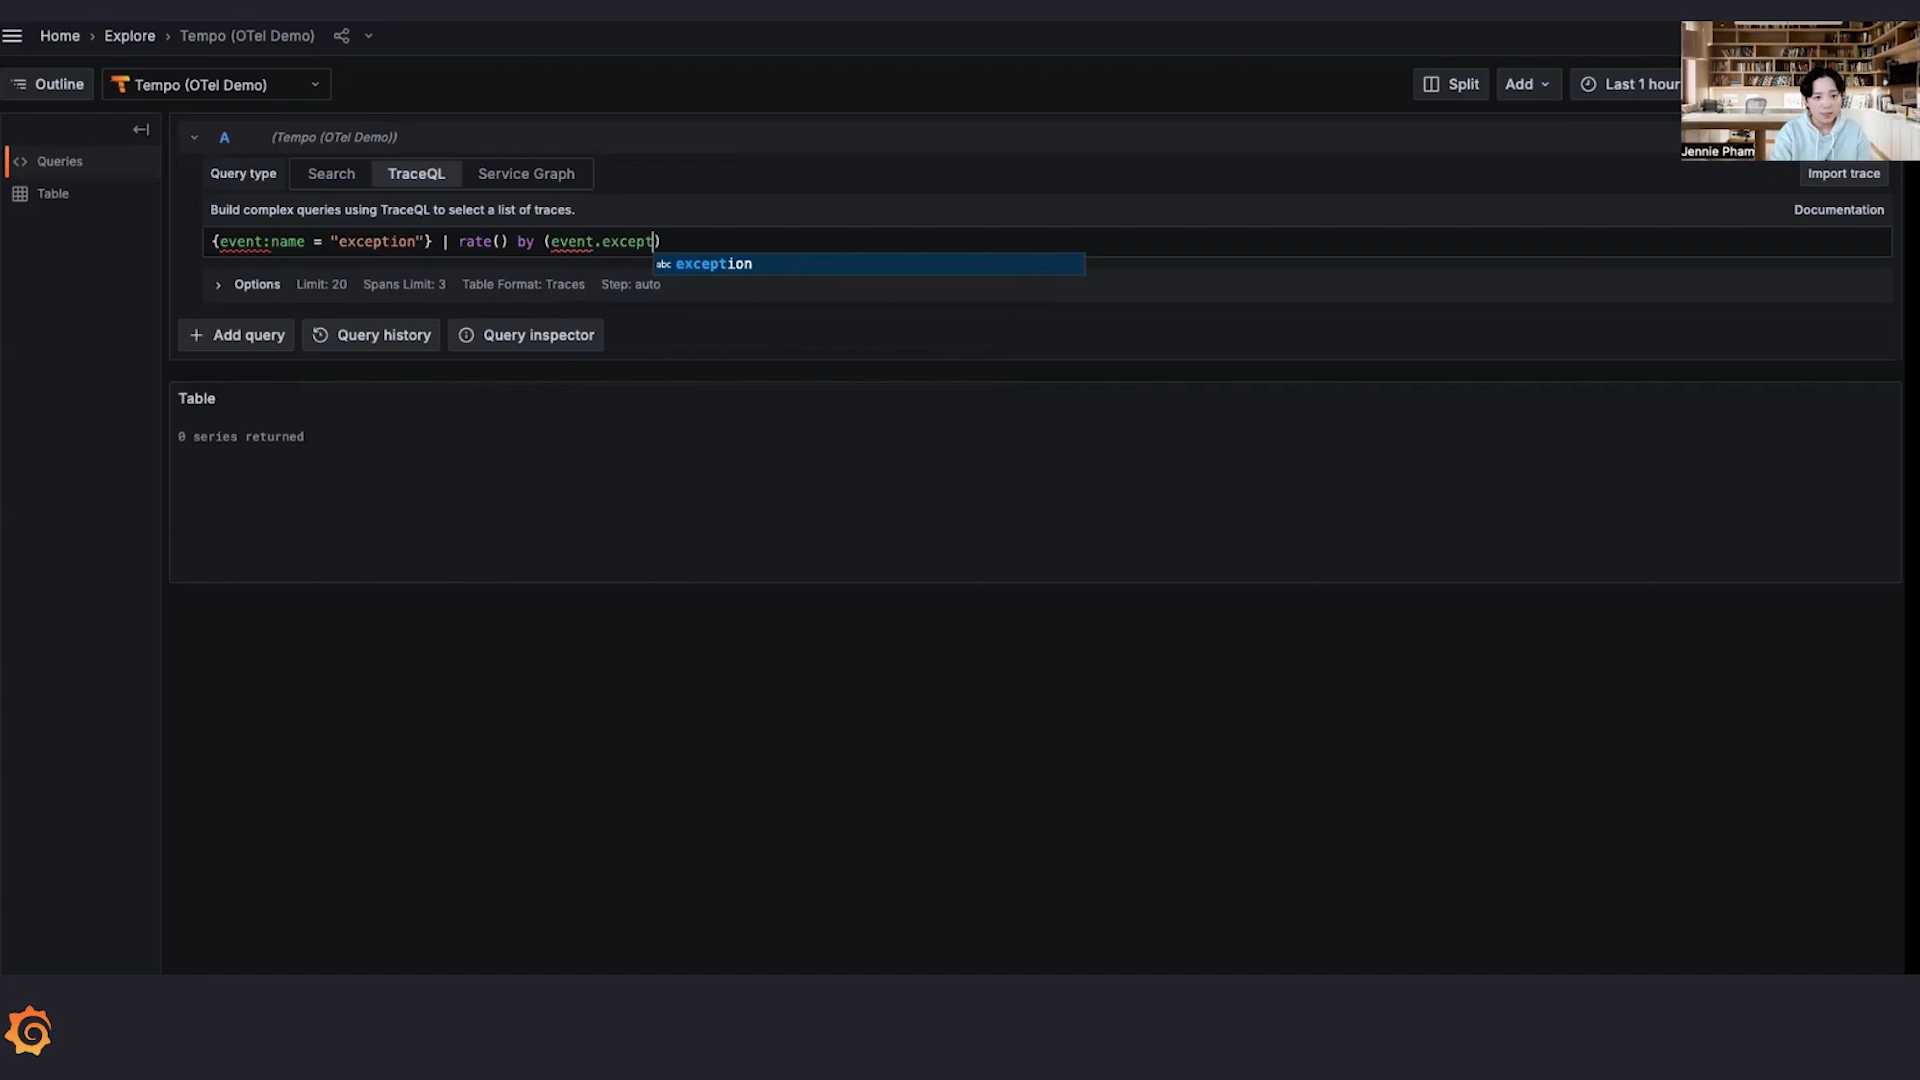 Home › Explore › Tempo (OTel Demo)
Outline
Tempo (OTel Demo)
Split
Add
Last 1 hour
Jennie Pham
Queries
Table
A (Tempo (OTel Demo))
Query type Search TraceQL Service Graph
Import trace
Build complex queries using TraceQL to select a list of traces.
Documentation
{event:name = "exception"} | rate() by (event.except)
abc exception
Options Limit: 20 Spans Limit: 3 Table Format: Traces Step: auto
+ Add query Query history Query inspector
Table
0 series returned